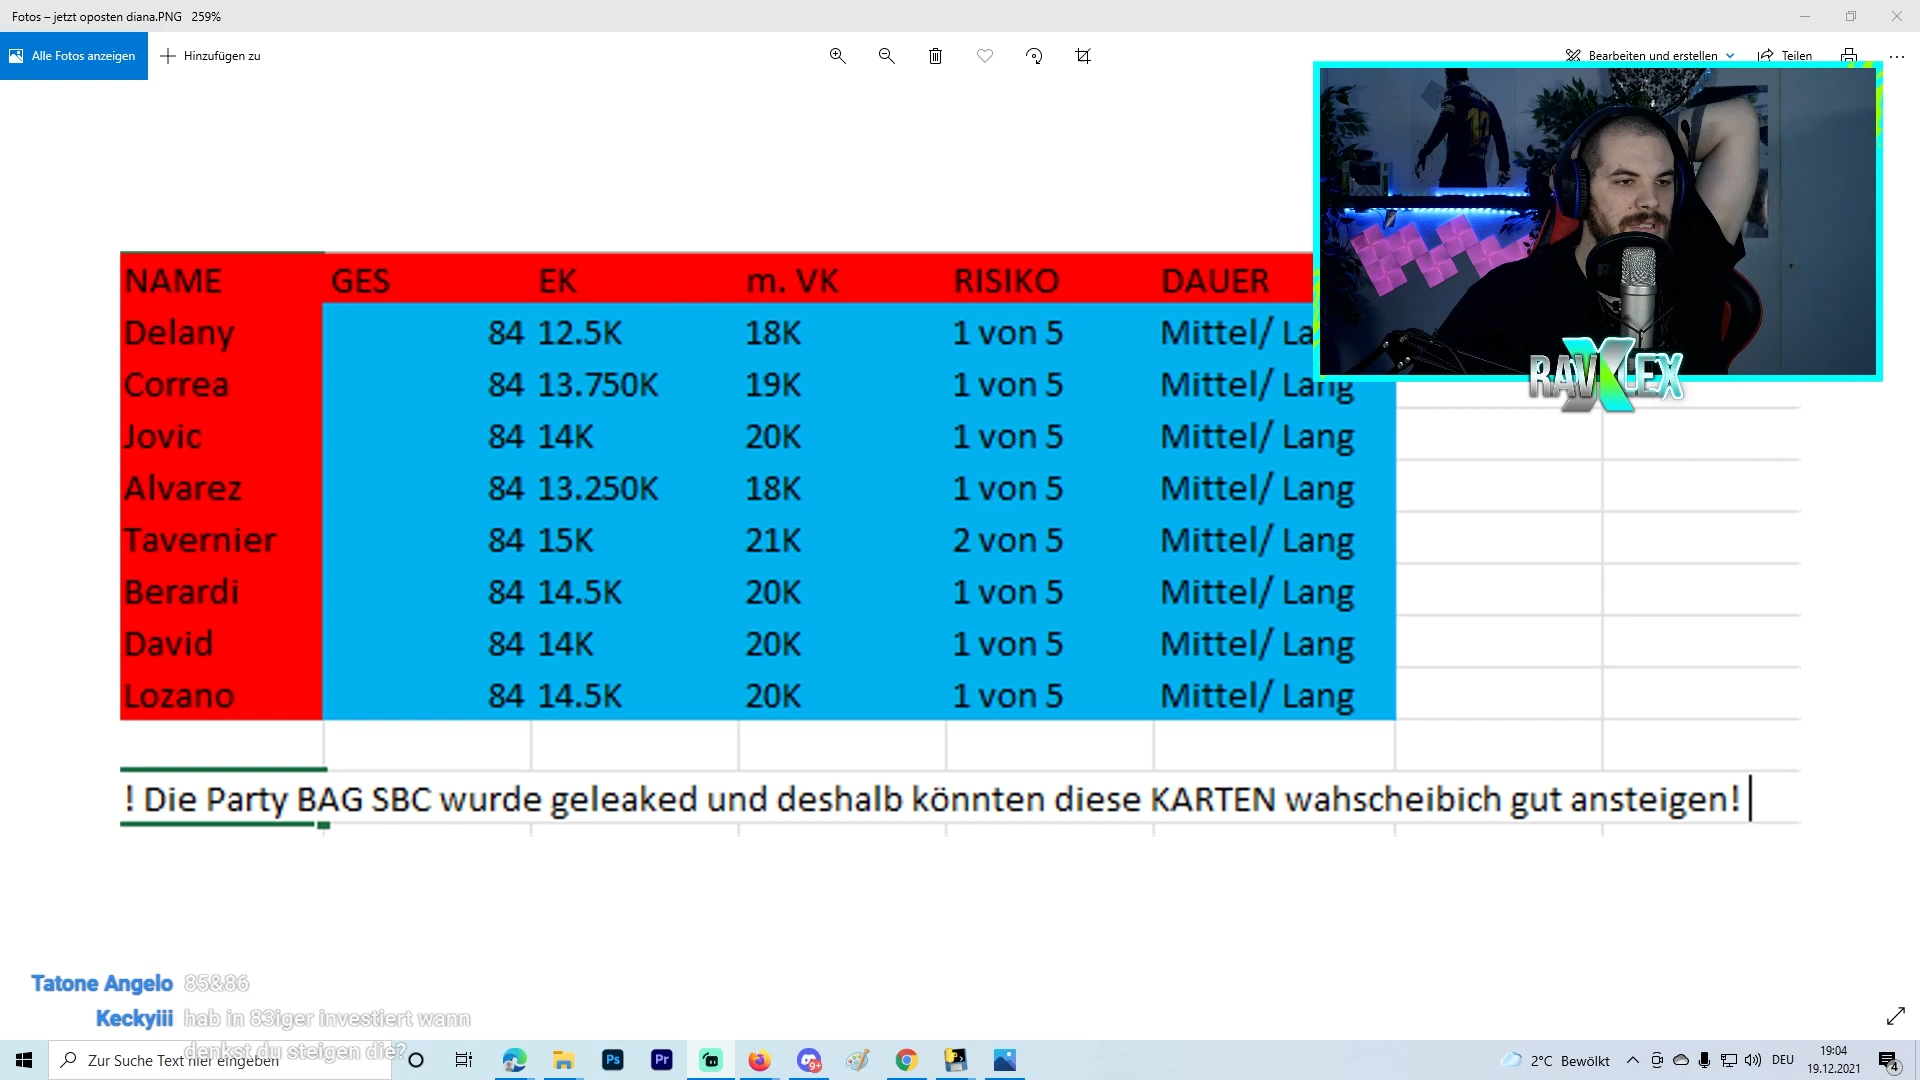 Fotos – jetzt oposten diana.PNG 259%
Alle Fotos anzeigen Hinzufügen zu Bearbeiten und erstellen Teilen
10
NAME GES EK m. VK RISIKO DAUER
Delany 84 12.5K 18K 1 von 5 Mittel/ La
Correa 84 13.750K 19K 1 von 5 Mittel/ Lang
RAVXLEX
Jovic 84 14K 20K 1 von 5 Mittel/ Lang
Alvarez 84 13.250K 18K 1 von 5 Mittel/ Lang
Tavernier 84 15K 21K 2 von 5 Mittel/ Lang
Berardi 84 14.5K 20K 1 von 5 Mittel/ Lang
David 84 14K 20K 1 von 5 Mittel/ Lang
Lozano 84 14.5K 20K 1 von 5 Mittel/ Lang
! Die Party BAG SBC wurde geleaked und deshalb könnten diese KARTEN wahscheibich gut ansteigen!
Tatone Angelo 85&86
Keckyiii hab in 83iger investiert wann
denkst du steigen die?
Zur Suche Text hier eingeben Ps Pr 9+ 2°C Bewölkt DEU 19:04
19.12.2021 4